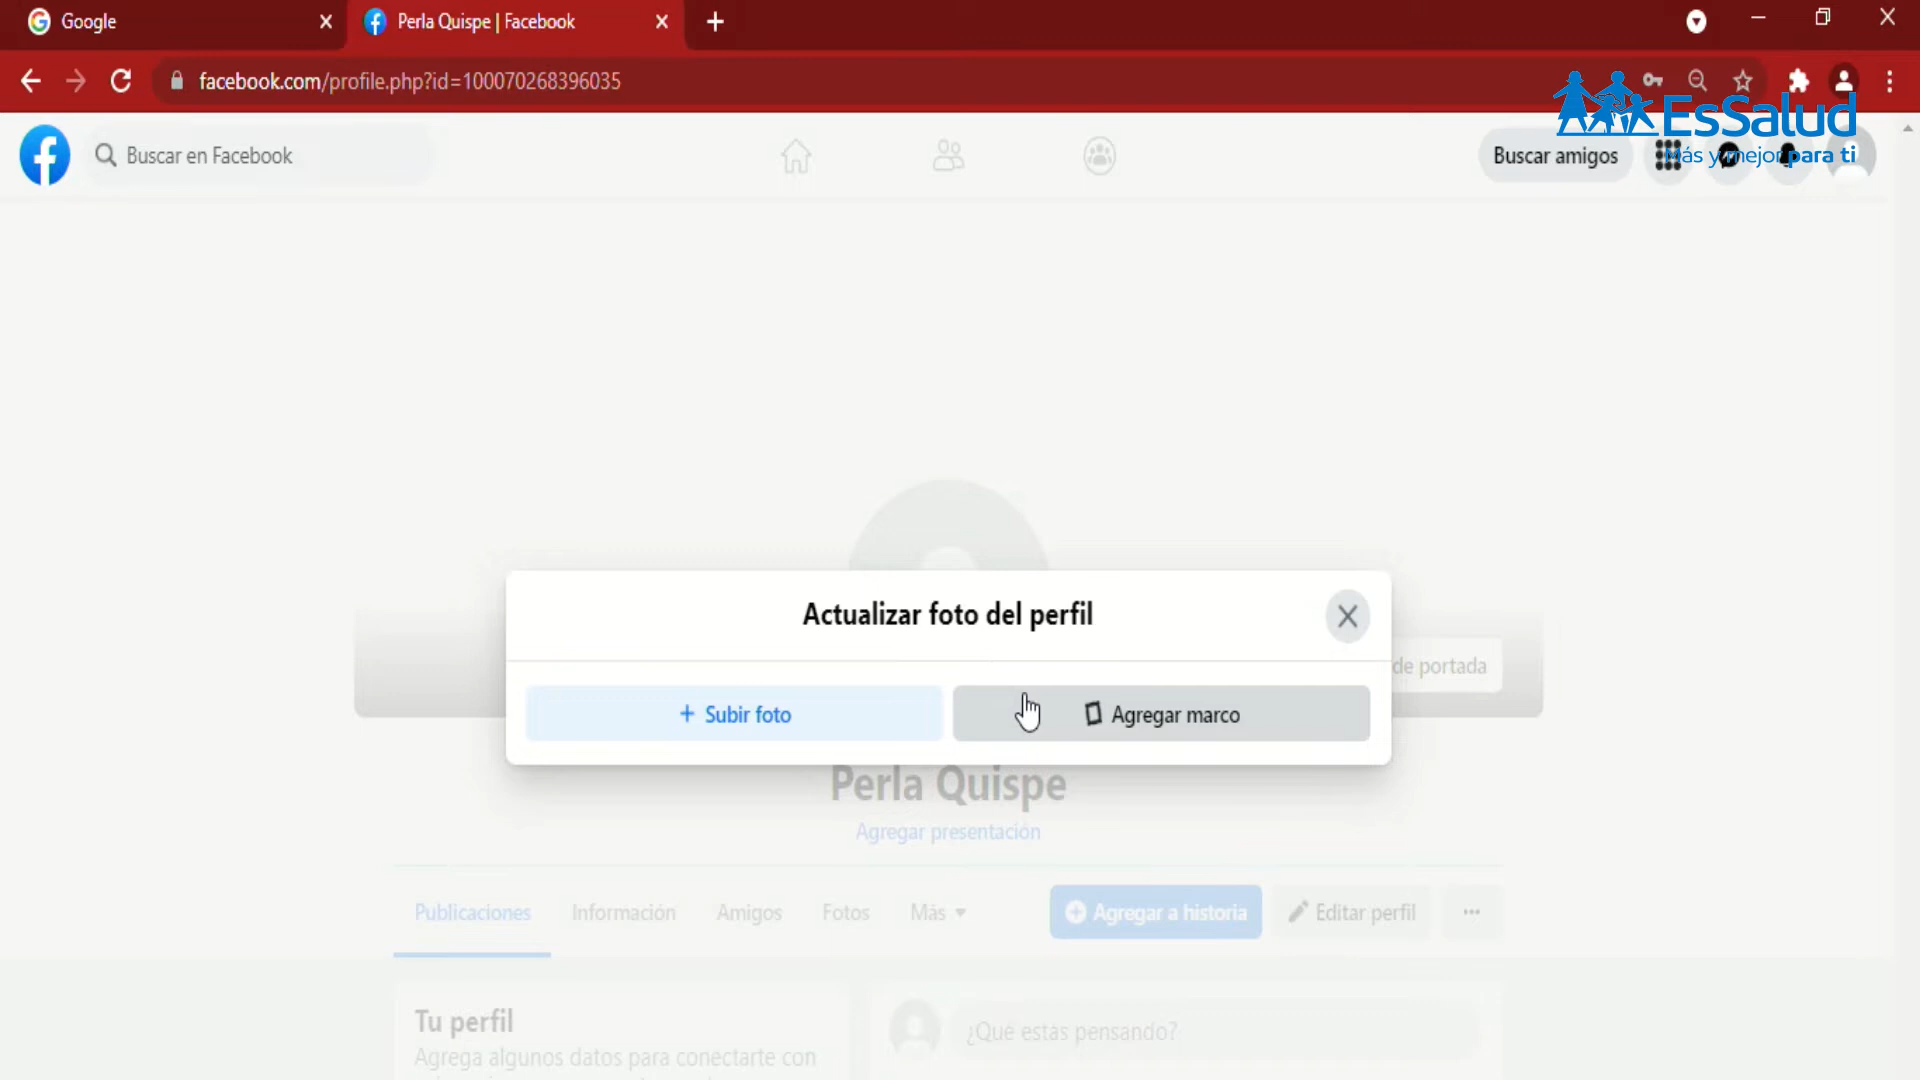 Google
Perla Quispe | Facebook
facebook.com/profile.php?id=100070268396035
EsSalud
Más y mejor para ti
Buscar en Facebook
Buscar amigos
Actualizar foto del perfil
de portada
+ Subir foto
Agregar marco
Perla Quispe
Agregar presentación
Publicaciones
Información
Amigos
Fotos
Más
Agregar a historia
Editar perfil
Tu perfil
¿Qué estás pensando?
Agrega algunos datos para conectarte con